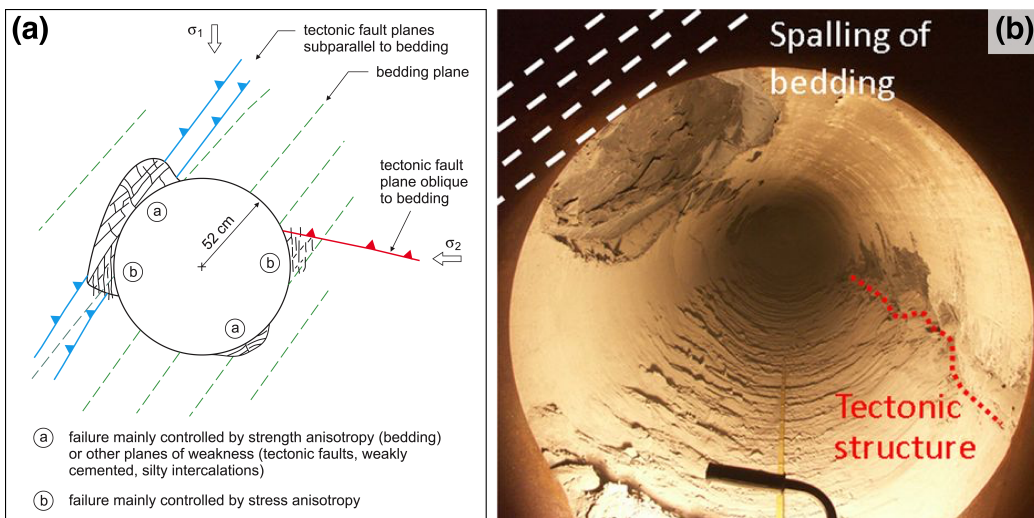 (a)
σ1
tectonic fault planes
subparallel to bedding
bedding plane
tectonic fault
plane oblique
to bedding
52 cm
σ2
a
b
b
a
a failure mainly controlled by strength anisotropy (bedding)
or other planes of weakness (tectonic faults, weakly
cemented, silty intercalations)
b failure mainly controlled by stress anisotropy
(b)
Spalling of
bedding
Tectonic
structure